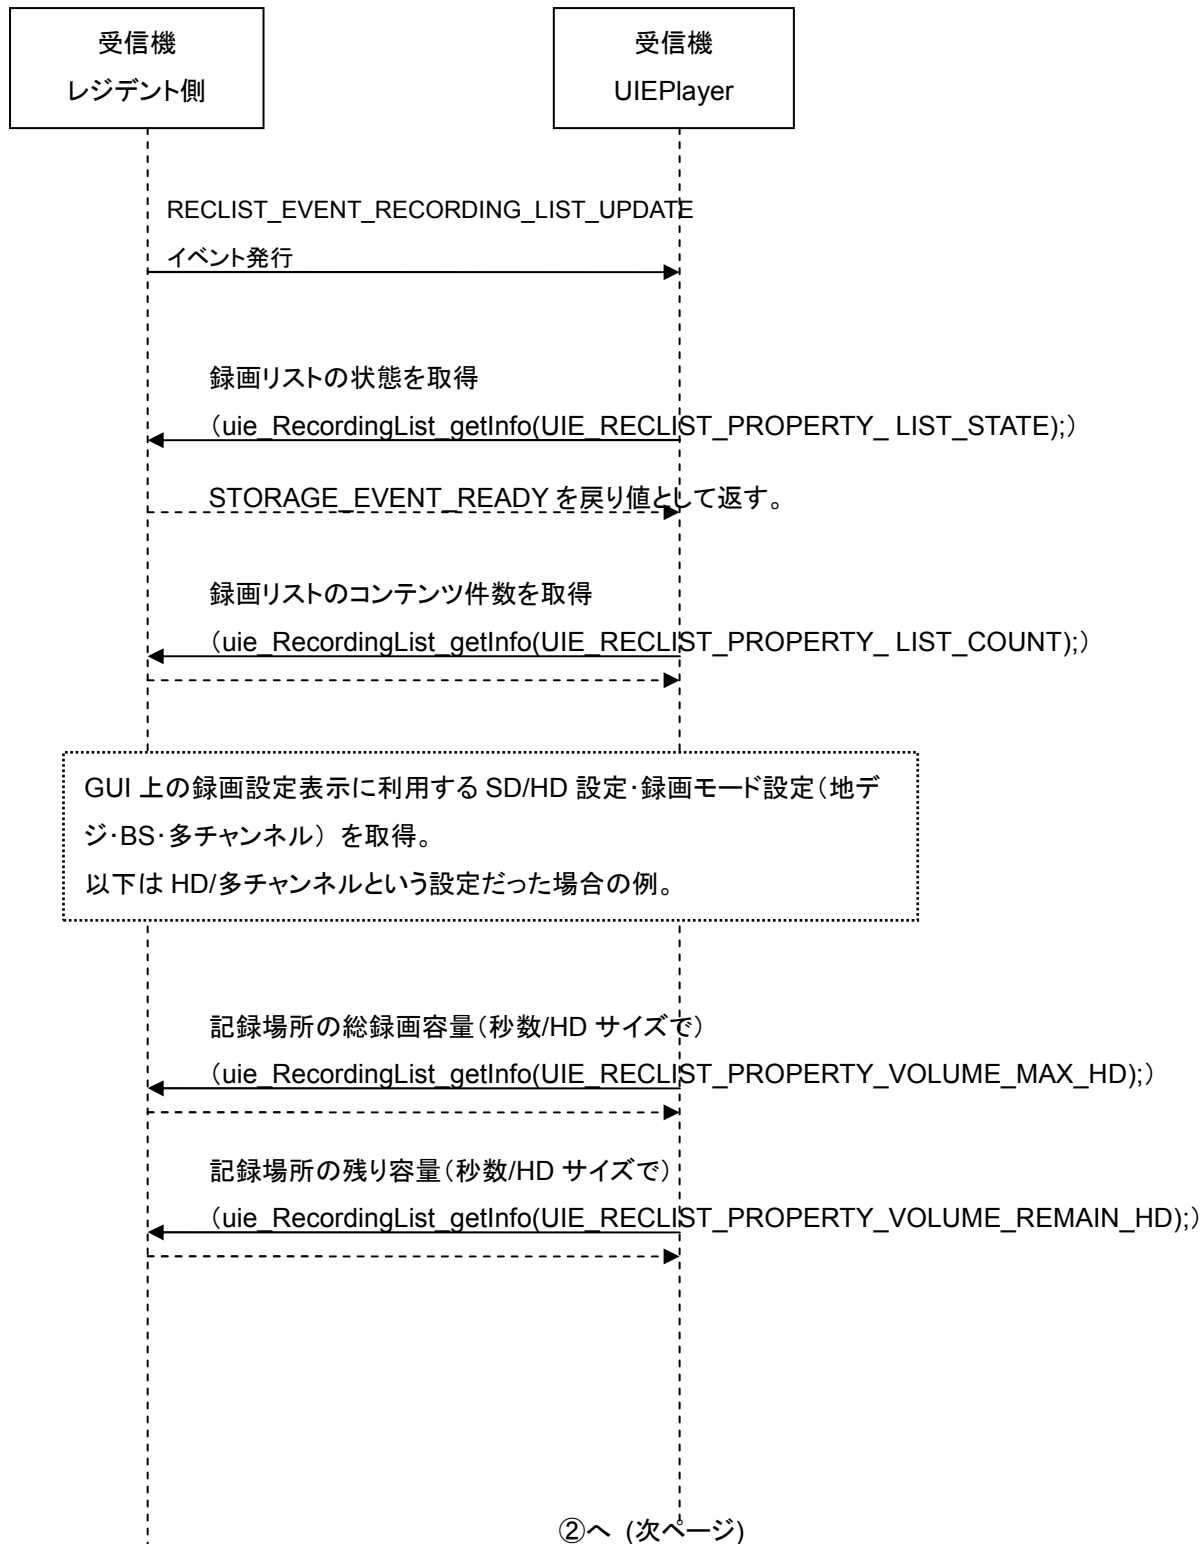 受信機
レジデント側
受信機
UIEPlayer
RECLIST_EVENT_RECORDING_LIST_UPDATE
イベント発行
録画リストの状態を取得
（uie_RecordingList_getInfo(UIE_RECLIST_PROPERTY_ LIST_STATE);）
STORAGE_EVENT_READY を戻り値として返す。
録画リストのコンテンツ件数を取得
（uie_RecordingList_getInfo(UIE_RECLIST_PROPERTY_ LIST_COUNT);）
GUI 上の録画設定表示に利用する SD/HD 設定・録画モード設定（地デ
ジ・BS・多チャンネル） を取得。
以下は HD/多チャンネルという設定だった場合の例。
記録場所の総録画容量（秒数/HD サイズで）
（uie_RecordingList_getInfo(UIE_RECLIST_PROPERTY_VOLUME_MAX_HD);）
記録場所の残り容量（秒数/HD サイズで）
（uie_RecordingList_getInfo(UIE_RECLIST_PROPERTY_VOLUME_REMAIN_HD);）
②へ (次ページ)